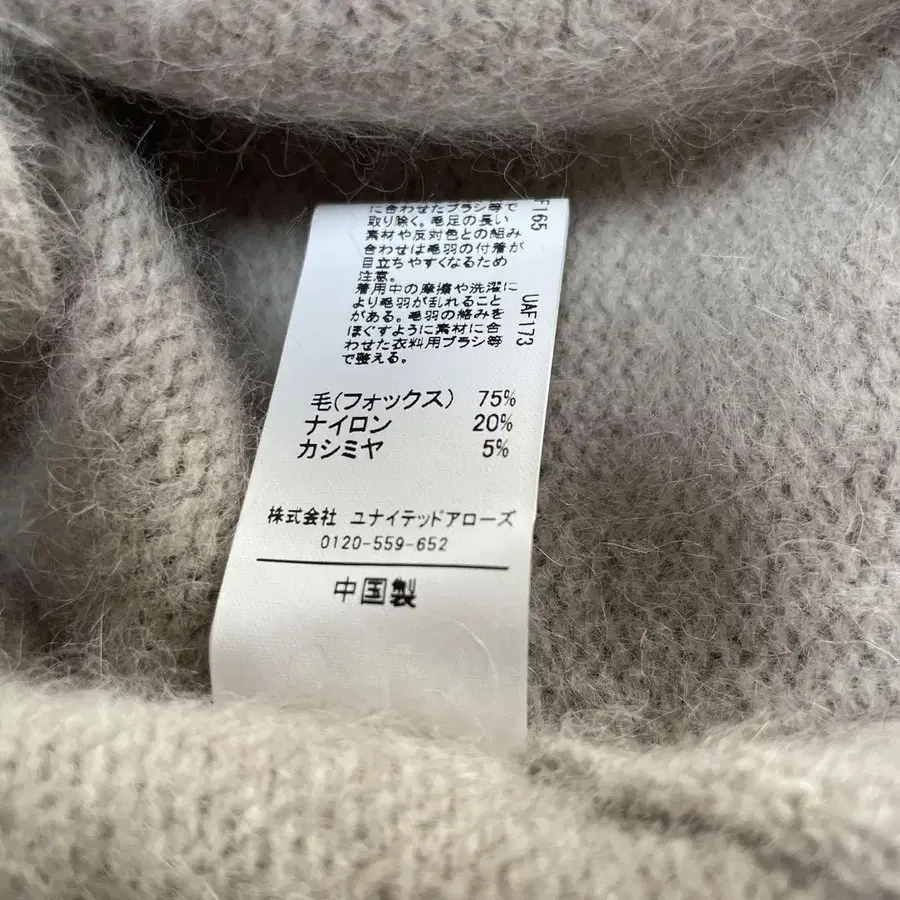 に合わせたブラシ等で
取り除く。毛足の長い
素材や反対色との組み
合わせは毛羽の付着が
目立ちやすくなるため
注意。
着用中の摩擦や洗濯に
より毛羽が乱れること
がある。毛羽の絡みを
ほぐすように素材に合
わせた衣料用ブラシ等
で整える。
F165
UAF173
毛(フォックス) 75%
ナイロン 20%
カシミヤ 5%
株式会社 ユナイテッドアローズ
0120-559-652
中国製